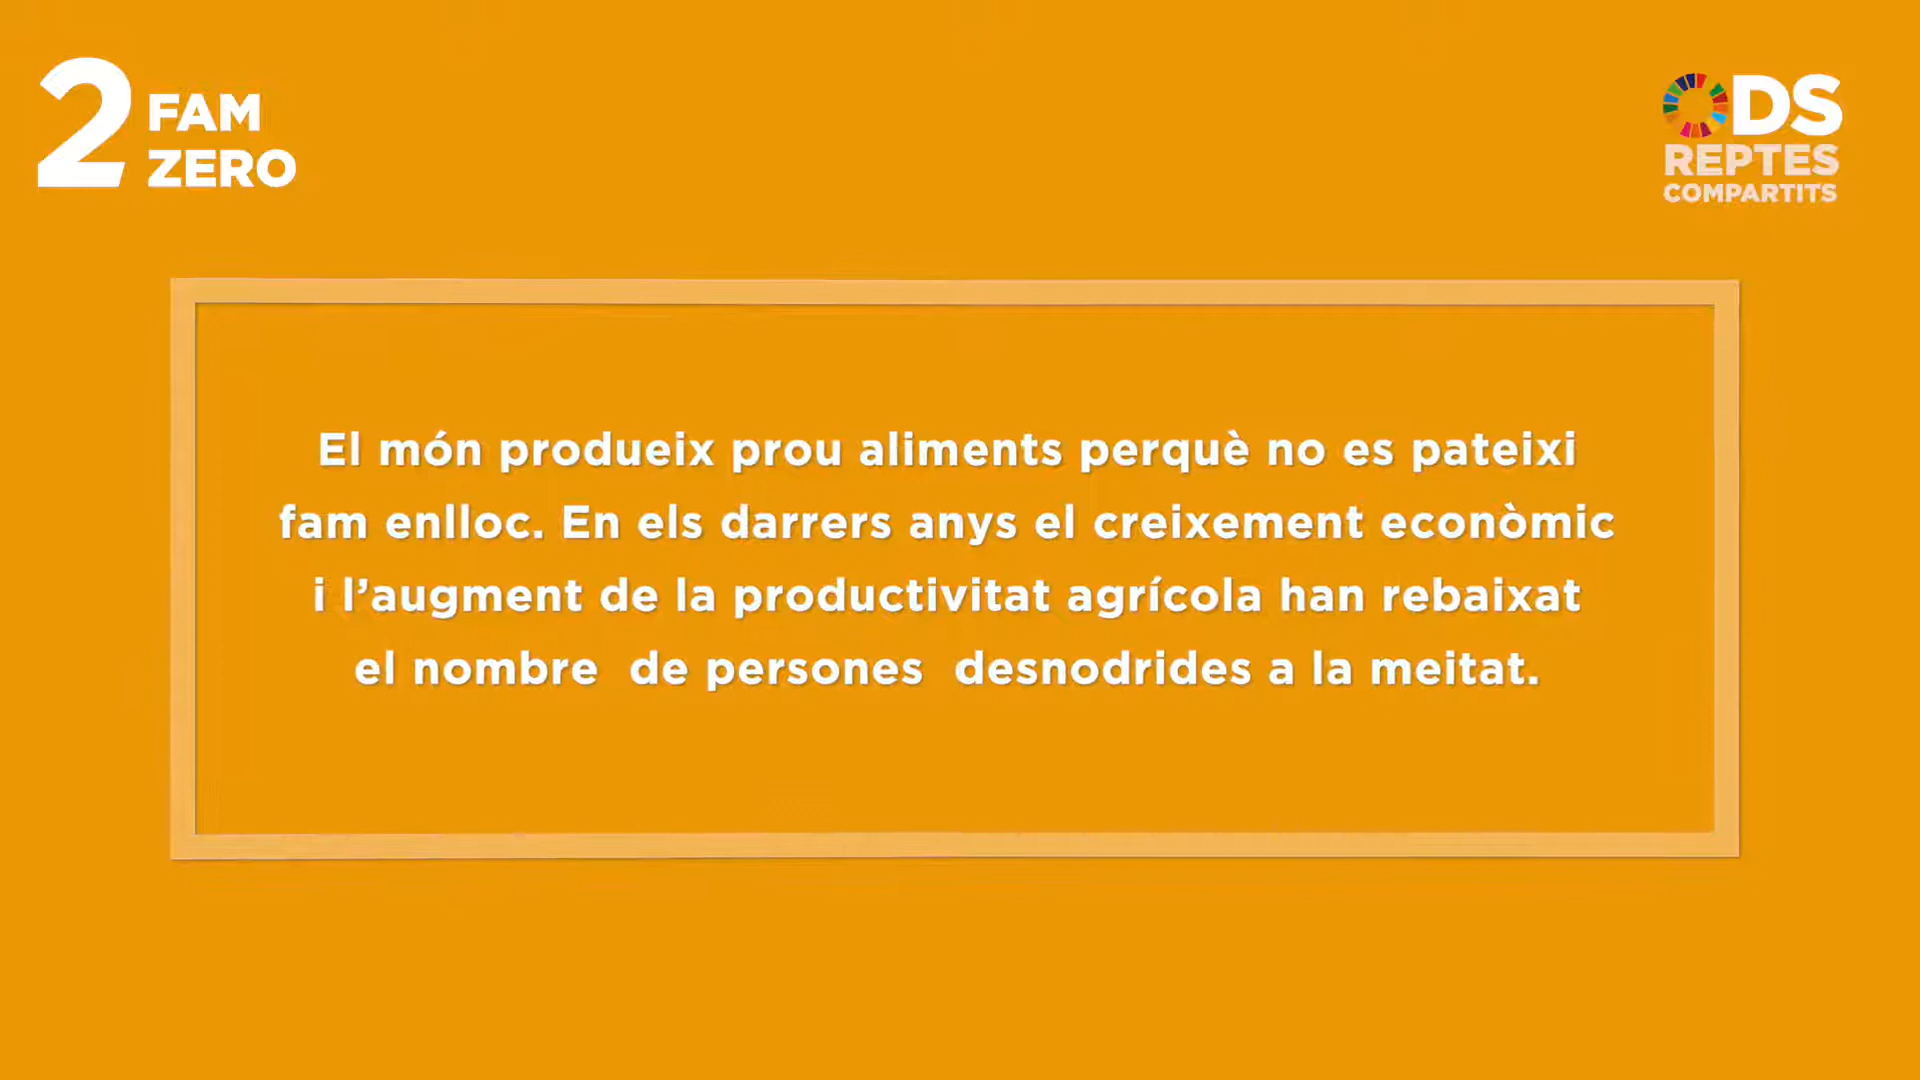 2 FAM
ZERO
ODS
REPTES
COMPARTITS
El món produeix prou aliments perquè no es pateixi
fam enlloc. En els darrers anys el creixement econòmic
i l’augment de la productivitat agrícola han rebaixat
el nombre de persones desnodrides a la meitat.